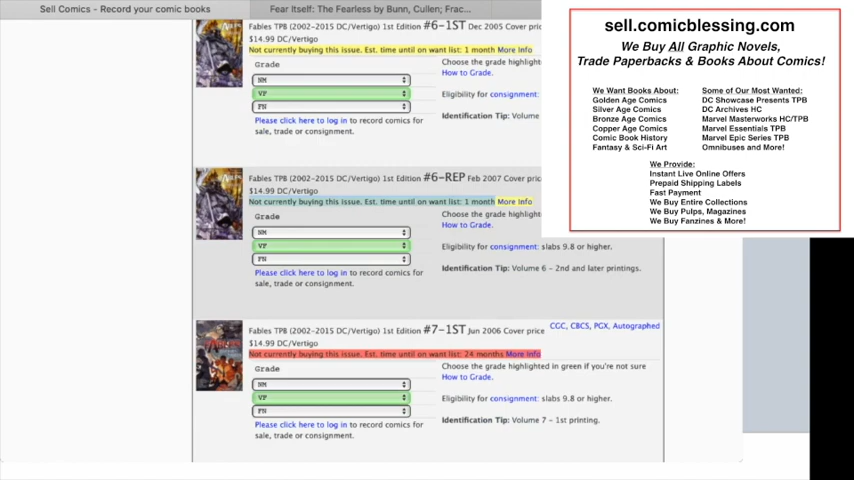 Sell Comics - Record your comic books
Fear Itself: The Fearless by Bunn, Cullen; Frac...
Fables TPB (2002-2015 DC/Vertigo) 1st Edition #6-1ST Dec 2005 Cover pric
$14.99 DC/Vertigo
Not currently buying this issue. Est. time until on want list: 1 month More Info
Grade
NM
VF
FN
Please click here to log in to record comics for
sale, trade or consignment.
Choose the grade highlight
How to Grade.
Eligibility for consignment:
Identification Tip: Volume
Fables TPB (2002-2015 DC/Vertigo) 1st Edition #6-REP Feb 2007 Cover pric
$14.99 DC/Vertigo
Not currently buying this issue. Est. time until on want list: 1 month More Info
Grade
NM
VF
FN
Please click here to log in to record comics for
sale, trade or consignment.
Choose the grade highlight
How to Grade.
Eligibility for consignment: slabs 9.8 or higher.
Identification Tip: Volume 6 - 2nd and later printings.
Fables TPB (2002-2015 DC/Vertigo) 1st Edition #7-1ST Jun 2006 Cover price
CGC, CBCS, PGX, Autographed
$14.99 DC/Vertigo
Not currently buying this issue. Est. time until on want list: 24 months More Info
Grade
NM
VF
FN
Please click here to log in to record comics for
sale, trade or consignment.
Choose the grade highlighted in green if you're not sure
How to Grade.
Eligibility for consignment: slabs 9.8 or higher.
Identification Tip: Volume 7 - 1st printing.
sell.comicblessing.com
We Buy All Graphic Novels,
Trade Paperbacks & Books About Comics!
We Want Books About:
Golden Age Comics
Silver Age Comics
Bronze Age Comics
Copper Age Comics
Comic Book History
Fantasy & Sci-Fi Art
Some of Our Most Wanted:
DC Showcase Presents TPB
DC Archives HC
Marvel Masterworks HC/TPB
Marvel Essentials TPB
Marvel Epic Series TPB
Omnibuses and More!
We Provide:
Instant Live Online Offers
Prepaid Shipping Labels
Fast Payment
We Buy Entire Collections
We Buy Pulps, Magazines
We Buy Fanzines & More!